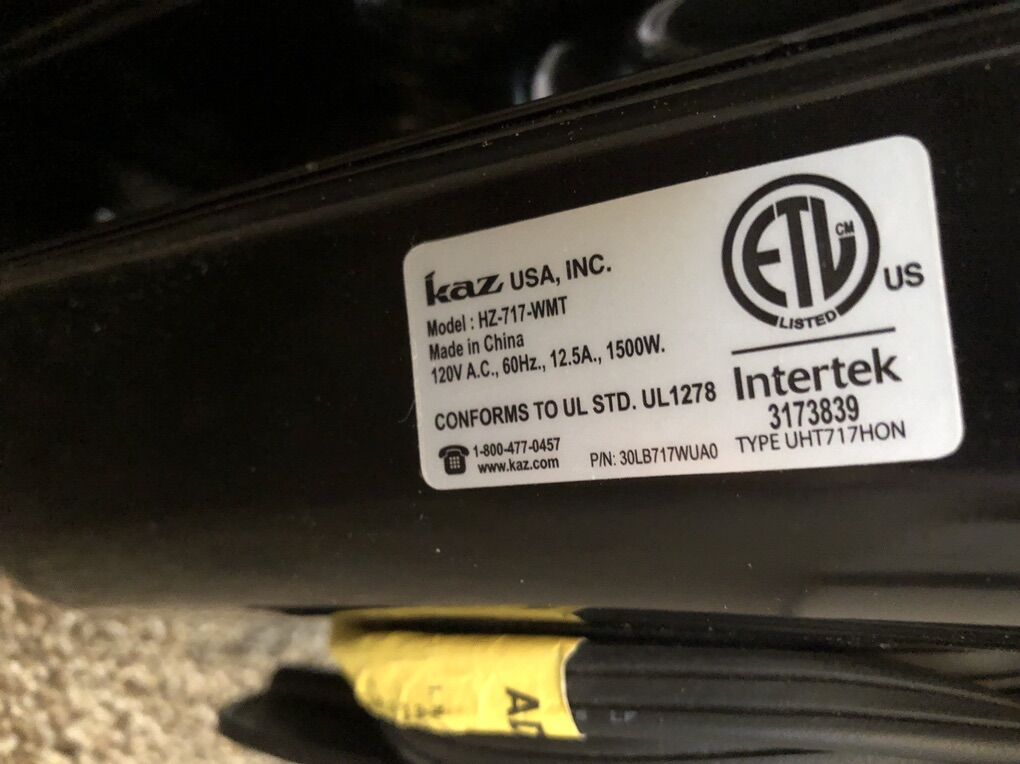 kaz USA, INC.
Model : HZ-717-WMT
Made in China
120V A.C., 60Hz., 12.5A., 1500W.
CONFORMS TO UL STD. UL1278
1-800-477-0457
www.kaz.com
P/N: 30LB717WUA0
ETL CM
LISTED
US
Intertek
3173839
TYPE UHT717HON